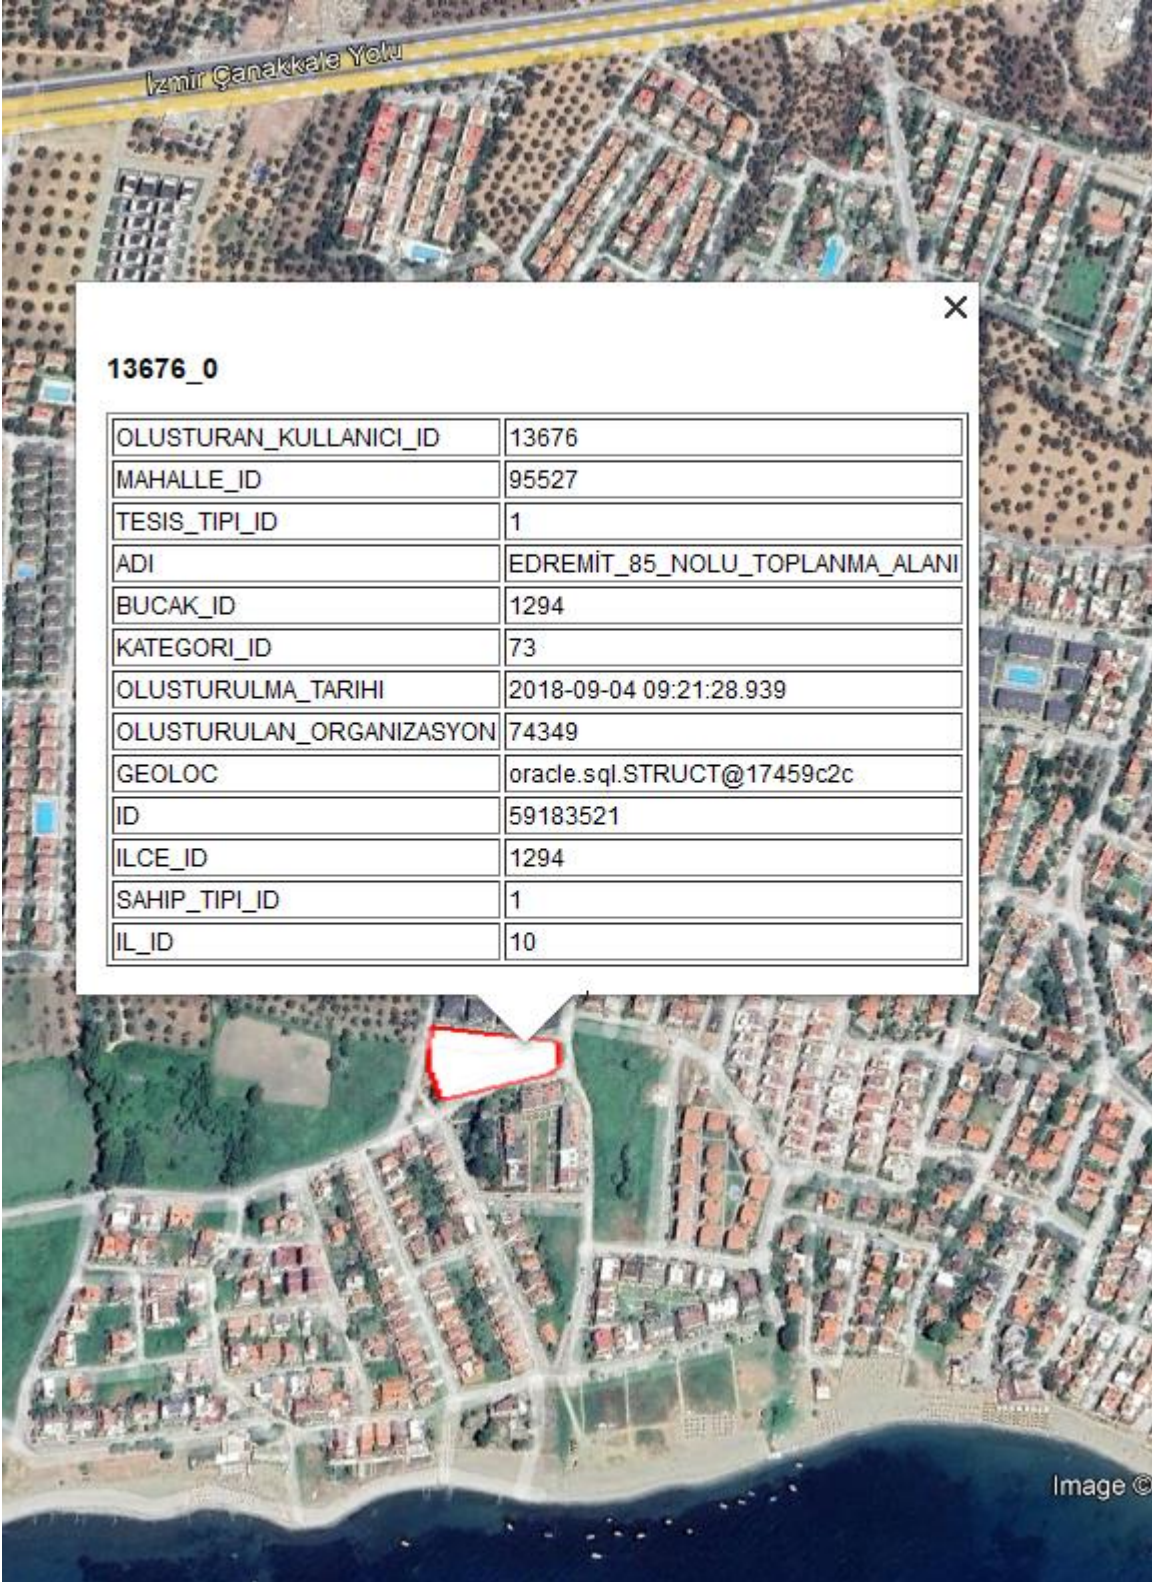 İzmir Çanakkale Yolu
13676_0
OLUSTURAN_KULLANICI_ID 13676
MAHALLE_ID 95527
TESIS_TIPI_ID 1
ADI EDREMİT_85_NOLU_TOPLANMA_ALANI
BUCAK_ID 1294
KATEGORI_ID 73
OLUSTURULMA_TARIHI 2018-09-04 09:21:28.939
OLUSTURULAN_ORGANIZASYON 74349
GEOLOC oracle.sql.STRUCT@17459c2c
ID 59183521
ILCE_ID 1294
SAHIP_TIPI_ID 1
IL_ID 10
Image ©